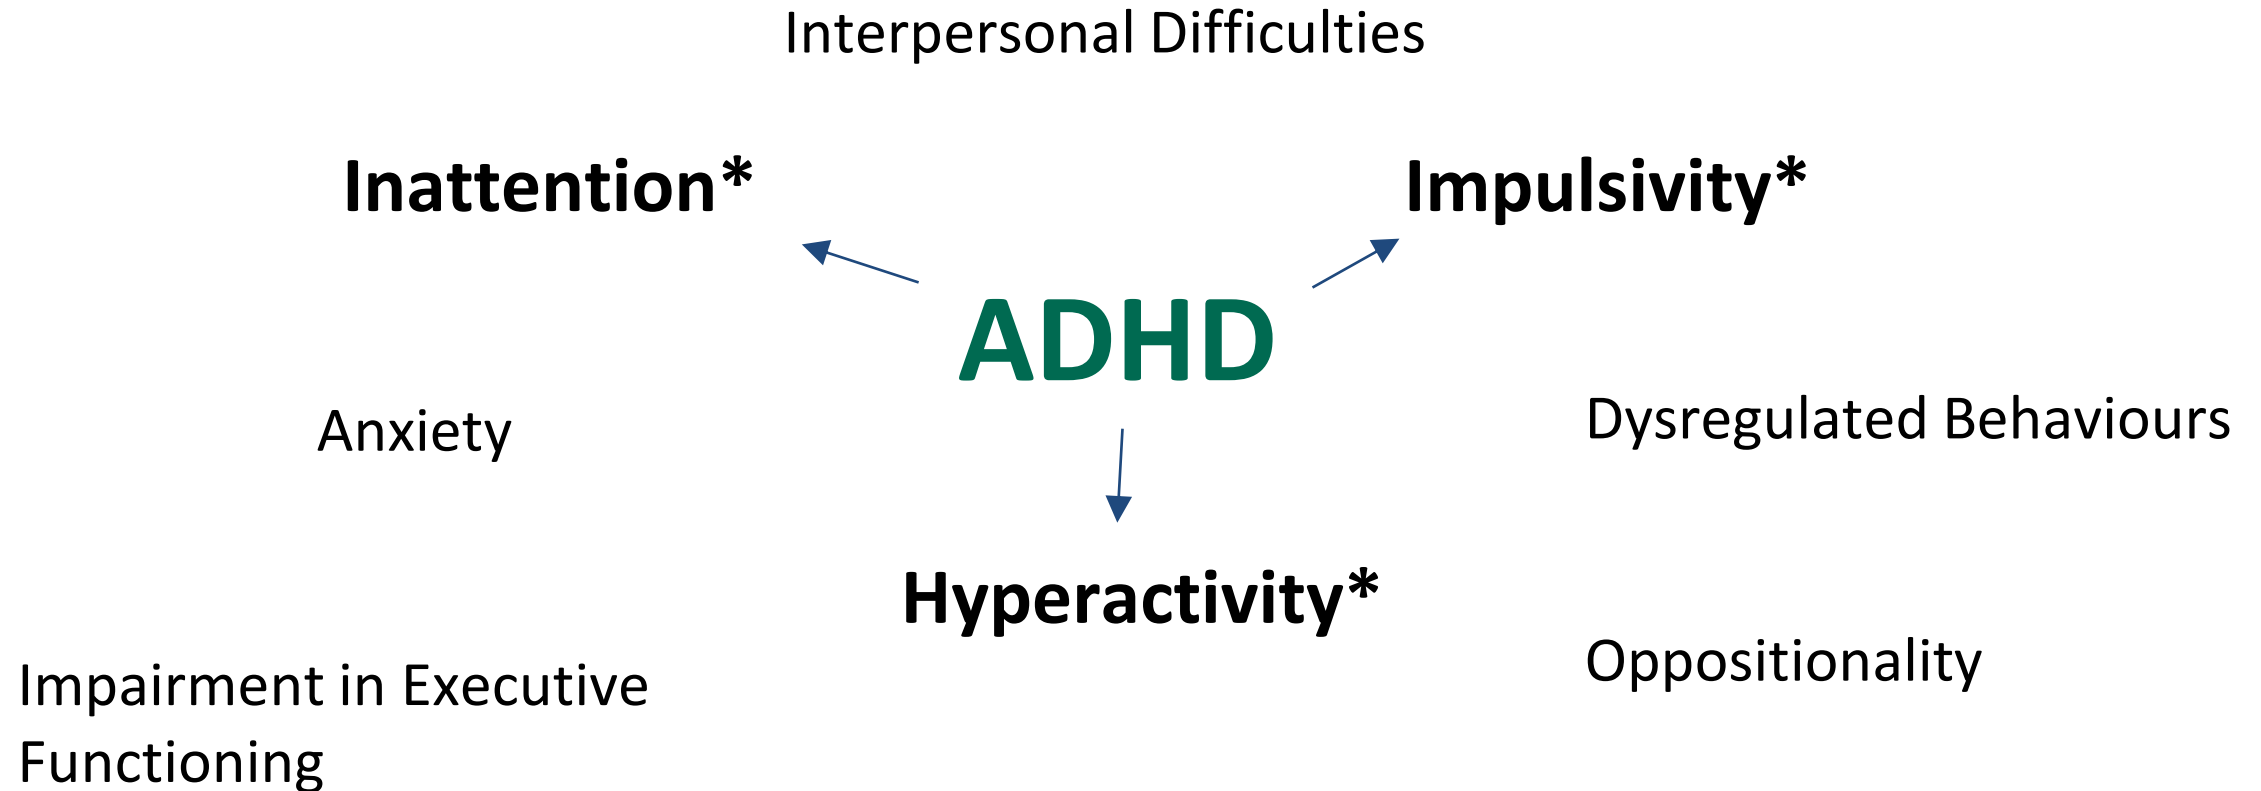 Interpersonal Difficulties
Inattention*
Impulsivity*
ADHD
Anxiety
Dysregulated Behaviours
Hyperactivity*
Oppositionality
Impairment in Executive
Functioning